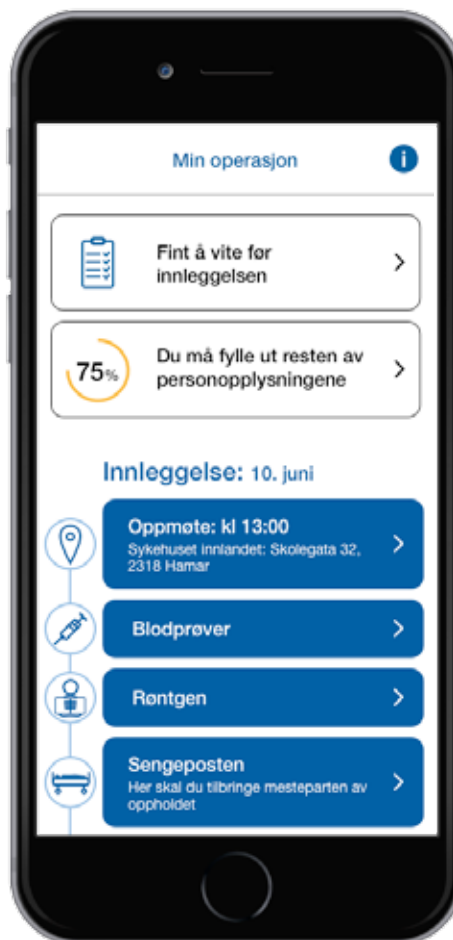 Min operasjon
i
Fint å vite før
innleggelsen
75%
Du må fylle ut resten av
personopplysningene
Innleggelse: 10. juni
Oppmøte: kl 13:00
Sykehuset innlandet: Skolegata 32,
2318 Hamar
Blodprøver
Røntgen
Sengeposten
Her skal du tilbringe mesteparten av
oppholdet